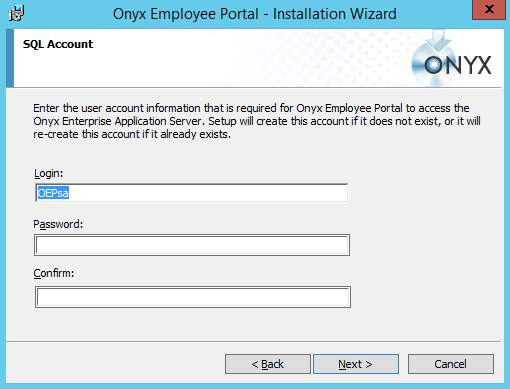 Onyx Employee Portal - Installation Wizard
x
SQL Account
ONYX
Enter the user account information that is required for Onyx Employee Portal to access the
Onyx Enterprise Application Server. Setup will create this account if it does not exist, or it will
re-create this account if it already exists.
Login:
OEPsa
Password:
Confirm:
< Back
Next >
Cancel